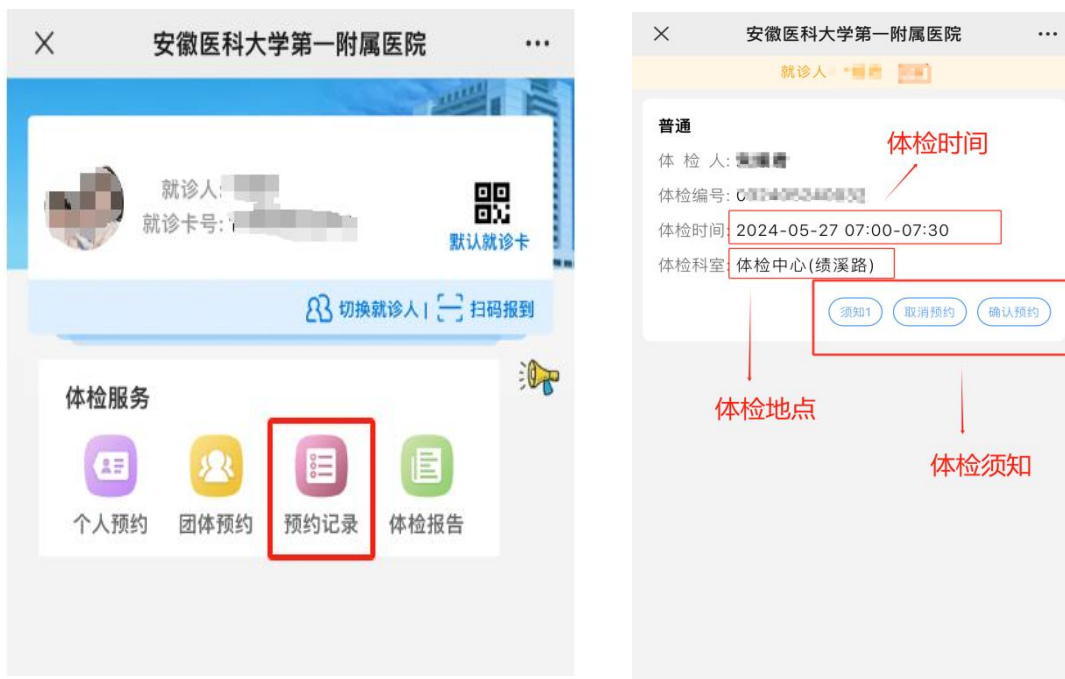 安徽医科大学第一附属医院
就诊人:
就诊卡号:
默认就诊卡
切换就诊人 | 扫码报到
体检服务
个人预约
团体预约
预约记录
体检报告
安徽医科大学第一附属医院
就诊人
普通
体检时间
体 检 人:
体检编号:
体检时间: 2024-05-27 07:00-07:30
体检科室: 体检中心(绩溪路)
须知1
取消预约
确认预约
体检地点
体检须知